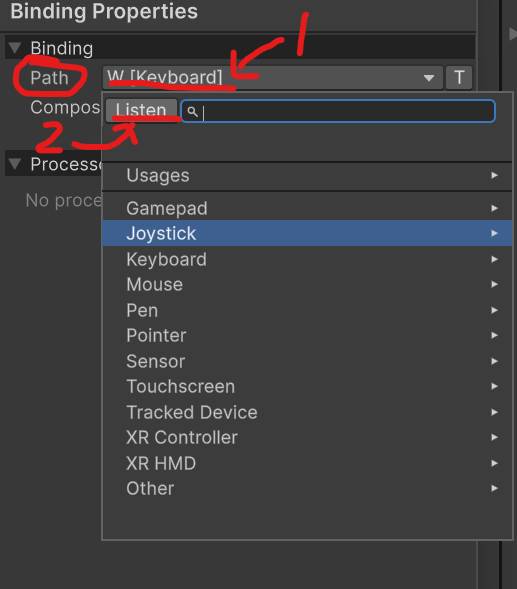 Binding Properties
Binding
Path W [Keyboard] T
1
Compos Listen
2
Processo
No proce
Usages
Gamepad
Joystick
Keyboard
Mouse
Pen
Pointer
Sensor
Touchscreen
Tracked Device
XR Controller
XR HMD
Other